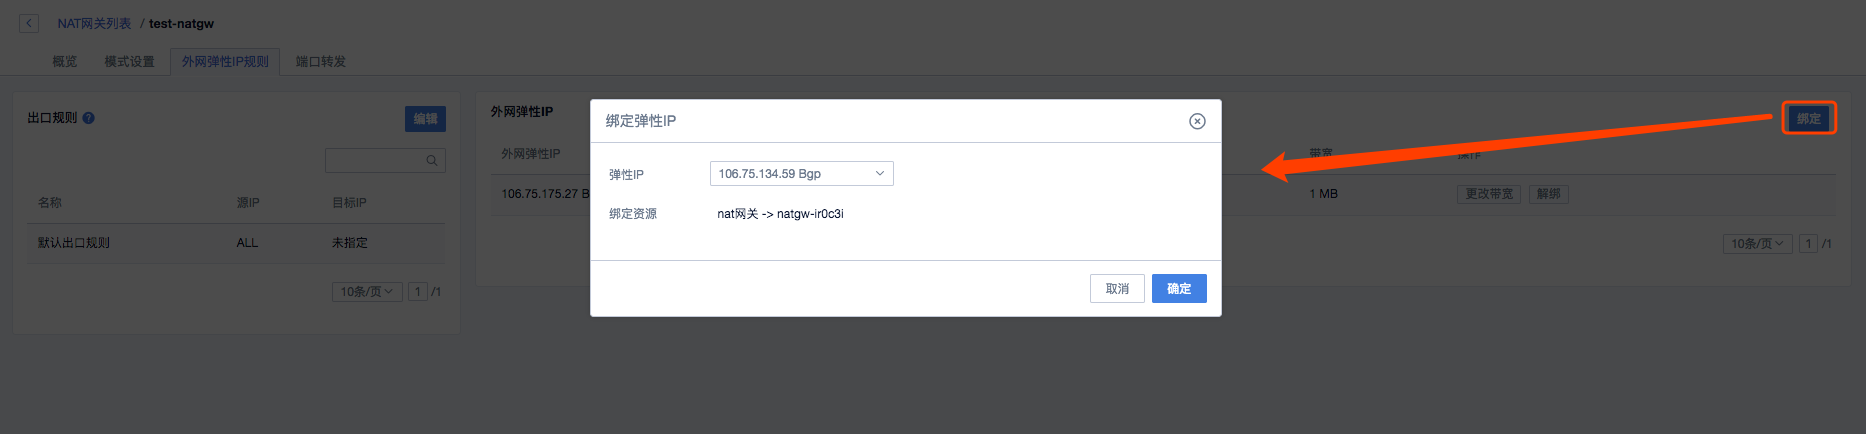 NAT网关列表 / test-natgw
概览 模式设置 外网弹性IP规则 端口转发
出口规则 ? 编辑
名称 源IP 目标IP
默认出口规则 ALL 未指定
10条/页 1 /1
外网弹性IP 绑定
外网弹性IP 带宽 操作
106.75.175.27 B 1 MB 更改带宽 解绑
10条/页 1 /1
绑定弹性IP
弹性IP 106.75.134.59 Bgp
绑定资源 nat网关 -> natgw-ir0c3i
取消 确定